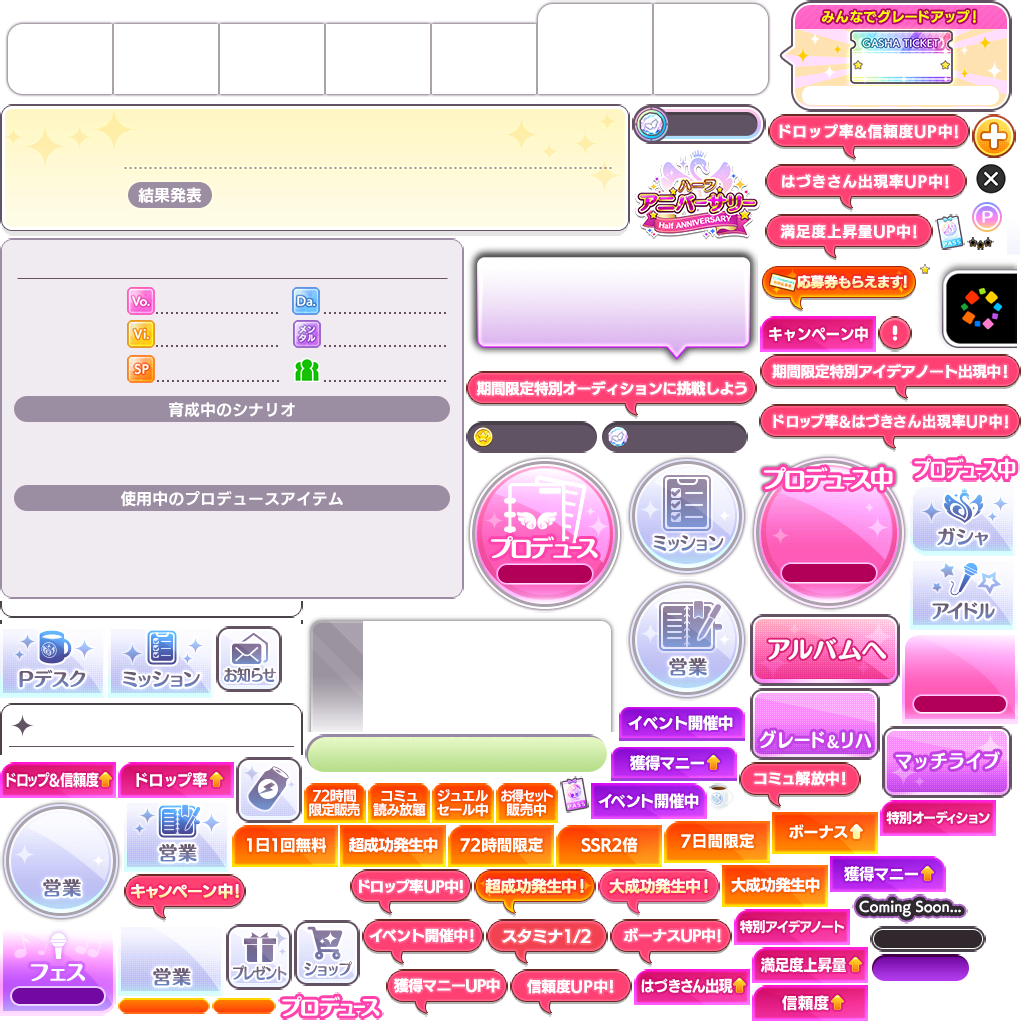 みんなでグレードアップ!
GASHA TICKET
ドロップ率&信頼度UP中!
結果発表
はづきさん出現率UP中!
P
ハーフ
アニバーサリー
Half ANNIVERSARY
満足度上昇量UP中!
PASS
応募券もらえます!
Vo.
Da.
Vi.
メンタル
キャンペーン中
!
SP
期間限定特別アイデアノート出現中!
期間限定特別オーディションに挑戦しよう
育成中のシナリオ
ドロップ率&はづきさん出現率UP中!
プロデュース中
プロデュース中
使用中のプロデュースアイテム
ガシャ
プロデュース
ミッション
アイドル
Pデスク
ミッション
お知らせ
営業
アルバムへ
イベント開催中
グレード&リハ
獲得マニー
マッチライブ
ドロップ&信頼度
ドロップ率
コミュ解放中!
72時間
限定販売
コミュ
読み放題
ジュエル
セール中
お得セット
販売中
PASS
イベント開催中
特別オーディション
営業
1日1回無料
超成功発生中
72時間限定
SSR2倍
7日間限定
ボーナス
営業
キャンペーン中!
ドロップ率UP中!
超成功発生中!
大成功発生中!
大成功発生中
獲得マニー
Coming Soon...
フェス
営業
プレゼント
ショップ
イベント開催中!
スタミナ1/2
ボーナスUP中!
特別アイデアノート
満足度上昇量
プロデュース
獲得マニーUP中
信頼度UP中!
はづきさん出現
信頼度